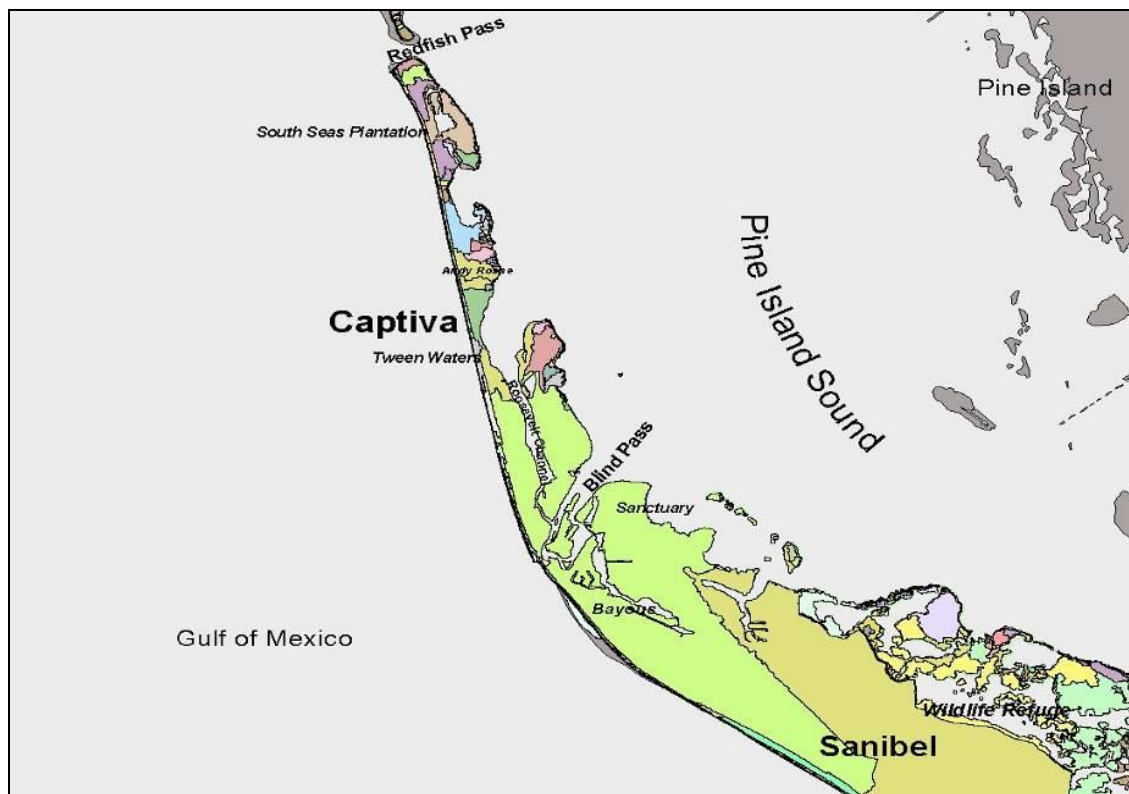 Redfish Pass
Pine Island
South Seas Plantation
Pine Island Sound
Andy Rosse
Captiva
Tween Waters
Roosevelt Channel
Blind Pass
Sanctuary
Bayous
Gulf of Mexico
Wildlife Refuge
Sanibel